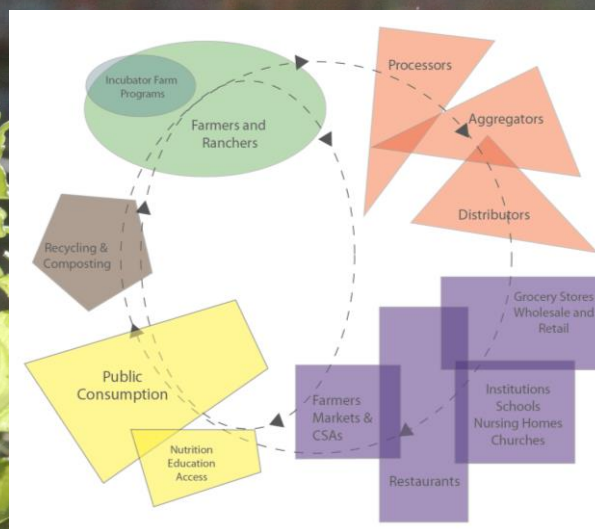 Incubator Farm
Programs
Farmers and
Ranchers
Processors
Aggregators
Distributors
Recycling &
Composting
Grocery Stores
Wholesale and
Retail
Public
Consumption
Farmers
Markets &
CSAs
Institutions
Schools
Nursing Homes
Churches
Nutrition
Education
Access
Restaurants